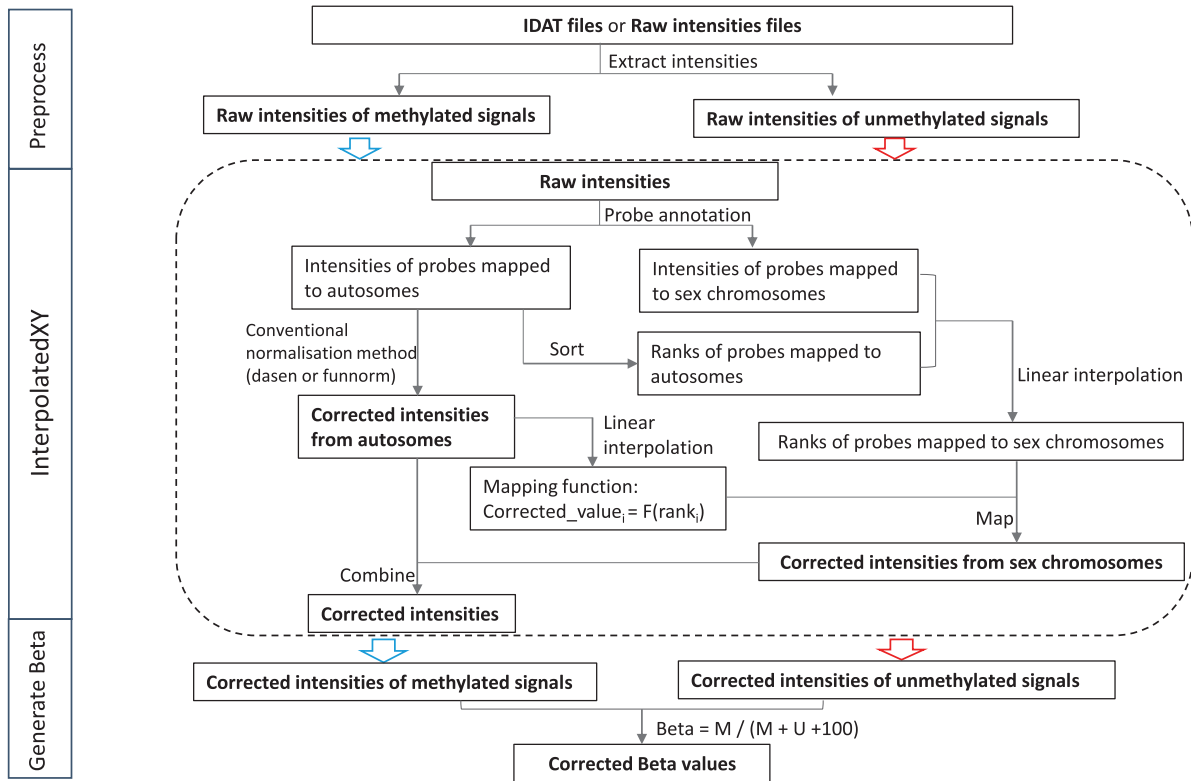 Preprocess
IDAT files or Raw intensities files
Extract intensities
Raw intensities of methylated signals
Raw intensities of unmethylated signals
InterpolatedXY
Raw intensities
Probe annotation
Intensities of probes mapped
to autosomes
Intensities of probes mapped
to sex chromosomes
Conventional
normalisation method
(dasen or funnorm)
Sort
Ranks of probes mapped to
autosomes
Linear interpolation
Corrected intensities
from autosomes
Linear
interpolation
Ranks of probes mapped to sex chromosomes
Mapping function:
Corrected_valueᵢ = F(rankᵢ)
Map
Corrected intensities from sex chromosomes
Combine
Corrected intensities
Generate Beta
Corrected intensities of methylated signals
Corrected intensities of unmethylated signals
Beta = M / (M + U +100)
Corrected Beta values